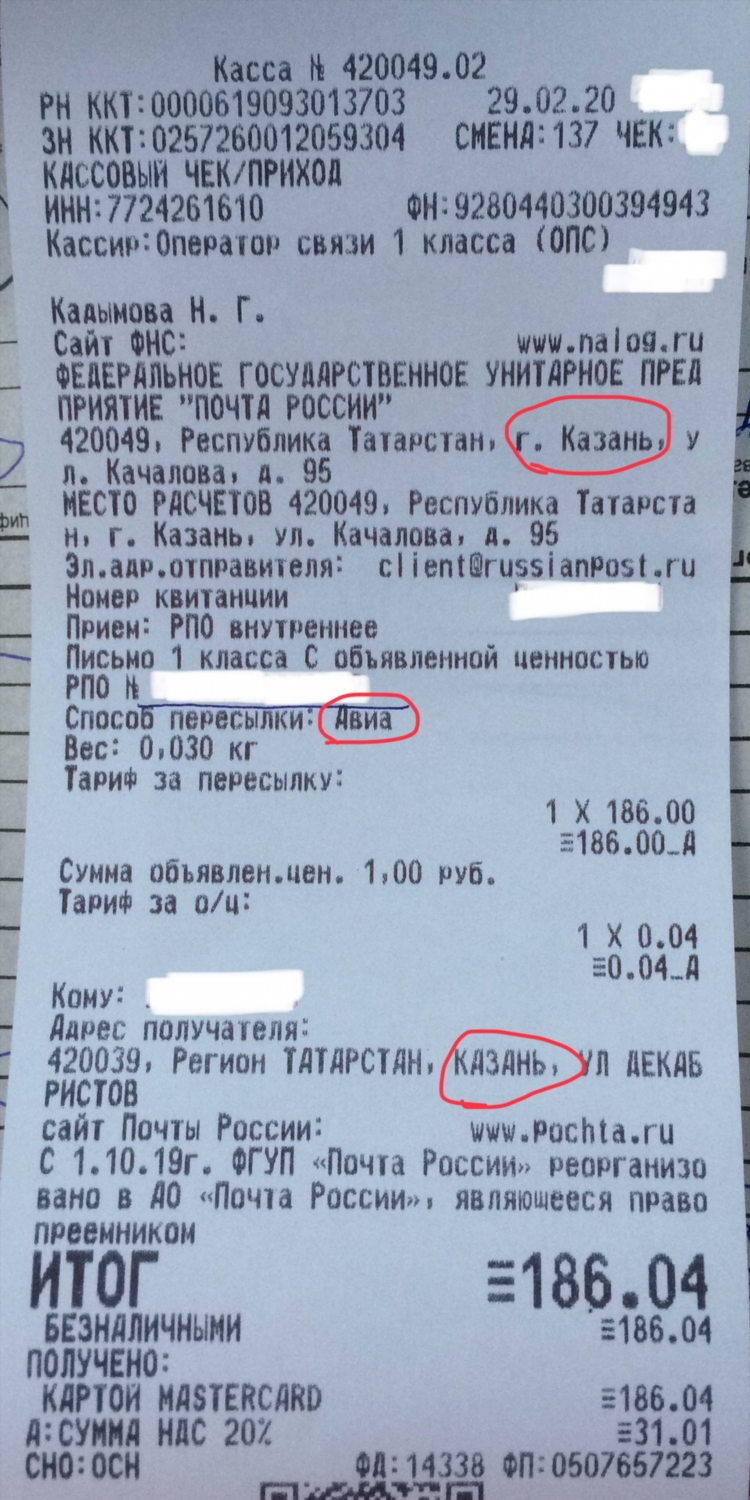 Касса № 420049.02
РН ККТ:0000619093013703 29.02.20
ЗН ККТ:0257260012059304 СМЕНА:137 ЧЕК:
КАССОВЫЙ ЧЕК/ПРИХОД
ИНН:7724261610 ФН:9280440300394943
Кассир:Оператор связи 1 класса (ОПС)
Кадымова Н. Г.
Сайт ФНС: www.nalog.ru
ФЕДЕРАЛЬНОЕ ГОСУДАРСТВЕННОЕ УНИТАРНОЕ ПРЕД
ПРИЯТИЕ "ПОЧТА РОССИИ"
420049, Республика Татарстан, г. Казань, у
л. Качалова, д. 95
МЕСТО РАСЧЕТОВ 420049, Республика Татарста
н, г. Казань, ул. Качалова, д. 95
Эл.адр.отправителя: client@russianpost.ru
Номер квитанции
Прием: РПО внутреннее
Письмо 1 класса С объявленной ценностью
РПО №
Способ пересылки: Авиа
Вес: 0,030 кг
Тариф за пересылку:
1 X 186.00
≡186.00_А
Сумма объявлен.цен. 1,00 руб.
Тариф за о/ц:
1 X 0.04
≡0.04_А
Кому:
Адрес получателя:
420039, Регион ТАТАРСТАН, КАЗАНЬ, УЛ ДЕКАБ
РИСТОВ
сайт Почты России: www.pochta.ru
С 1.10.19г. ФГУП «Почта России» реорганизо
вано в АО «Почта России», являющееся право
преемником
ИТОГ ≡186.04
БЕЗНАЛИЧНЫМИ ≡186.04
ПОЛУЧЕНО:
КАРТОЙ MASTERCARD ≡186.04
А:СУММА НДС 20% ≡31.01
СНО:ОСН ФД:14338 ФП:0507657223